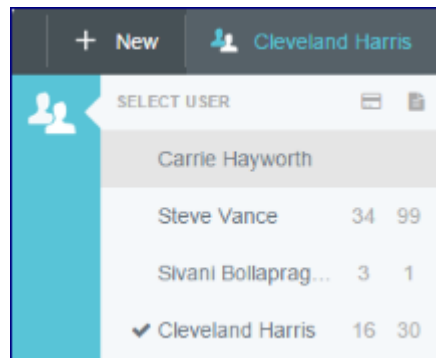 + New Cleveland Harris
SELECT USER
Carrie Hayworth
Steve Vance 34 99
Sivani Bollaprag... 3 1
✔ Cleveland Harris 16 30